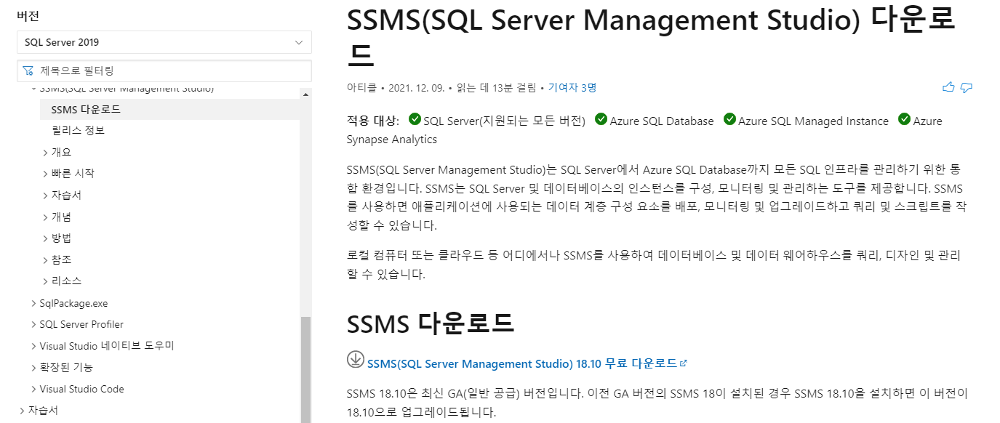 버전
SQL Server 2019
제목으로 필터링
SSMS(SQL Server Management Studio)
SSMS 다운로드
릴리스 정보
개요
빠른 시작
자습서
개념
방법
참조
리소스
SqlPackage.exe
SQL Server Profiler
Visual Studio 네이티브 도우미
확장된 기능
Visual Studio Code
자습서
SSMS(SQL Server Management Studio) 다운로
드
아티클 • 2021. 12. 09. • 읽는 데 13분 걸림 • 기여자 3명
적용 대상: SQL Server(지원되는 모든 버전) Azure SQL Database Azure SQL Managed Instance Azure
Synapse Analytics
SSMS(SQL Server Management Studio)는 SQL Server에서 Azure SQL Database까지 모든 SQL 인프라를 관리하기 위한 통
합 환경입니다. SSMS는 SQL Server 및 데이터베이스의 인스턴스를 구성, 모니터링 및 관리하는 도구를 제공합니다. SSMS
를 사용하면 애플리케이션에 사용되는 데이터 계층 구성 요소를 배포, 모니터링 및 업그레이드하고 쿼리 및 스크립트를 작
성할 수 있습니다.
로컬 컴퓨터 또는 클라우드 등 어디에서나 SSMS를 사용하여 데이터베이스 및 데이터 웨어하우스를 쿼리, 디자인 및 관리
할 수 있습니다.
SSMS 다운로드
SSMS(SQL Server Management Studio) 18.10 무료 다운로드
SSMS 18.10은 최신 GA(일반 공급) 버전입니다. 이전 GA 버전의 SSMS 18이 설치된 경우 SSMS 18.10을 설치하면 이 버전이
18.10으로 업그레이드됩니다.